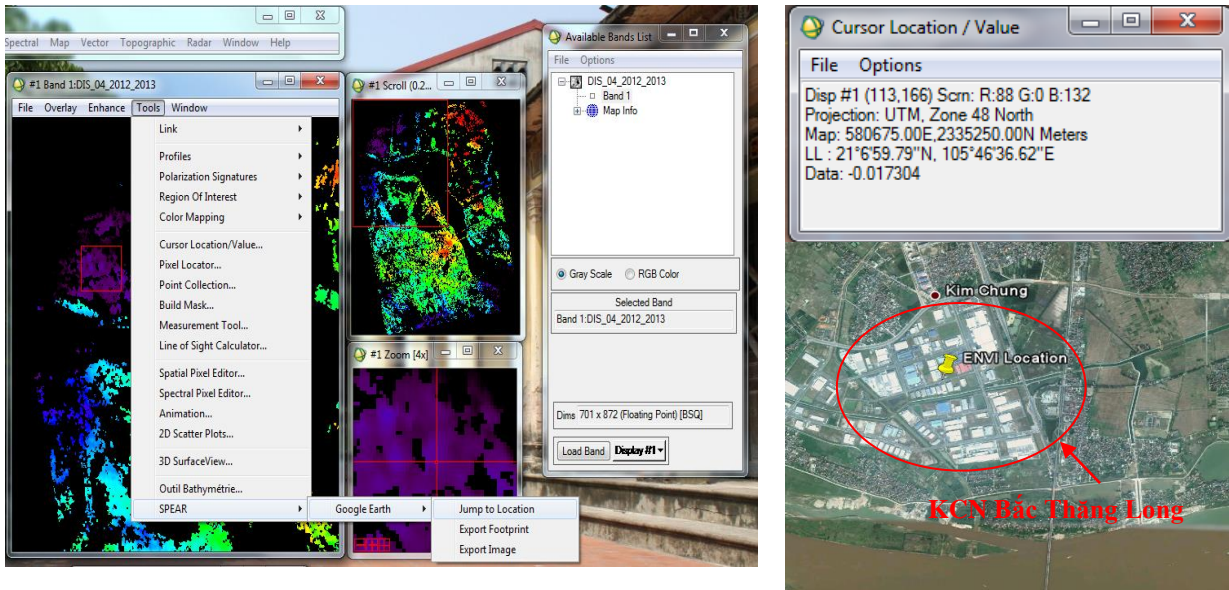 Spectral Map Vector Topographic Radar Window Help
#1 Band 1:DIS_04_2012_2013
File Overlay Enhance Tools Window
Link
Profiles
Polarization Signatures
Region Of Interest
Color Mapping
Cursor Location/Value...
Pixel Locator...
Point Collection...
Build Mask...
Measurement Tool...
Line of Sight Calculator...
Spatial Pixel Editor...
Spectral Pixel Editor...
Animation...
2D Scatter Plots...
3D SurfaceView...
Outil Bathymétrie...
SPEAR
Google Earth
Jump to Location
Export Footprint
Export Image
#1 Scroll (0.2...
#1 Zoom [4x]
Available Bands List
File Options
DIS_04_2012_2013
Band 1
Map Info
Gray Scale RGB Color
Selected Band
Band 1:DIS_04_2012_2013
Dims 701 x 872 (Floating Point) [BSQ]
Load Band Display #1
Cursor Location / Value
File Options
Disp #1 (113,166) Scrn: R:88 G:0 B:132
Projection: UTM, Zone 48 North
Map: 580675.00E,2335250.00N Meters
LL : 21°6'59.79"N, 105°46'36.62"E
Data: -0.017304
Kim Chung
ENVI Location
KCN Bắc Thăng Long